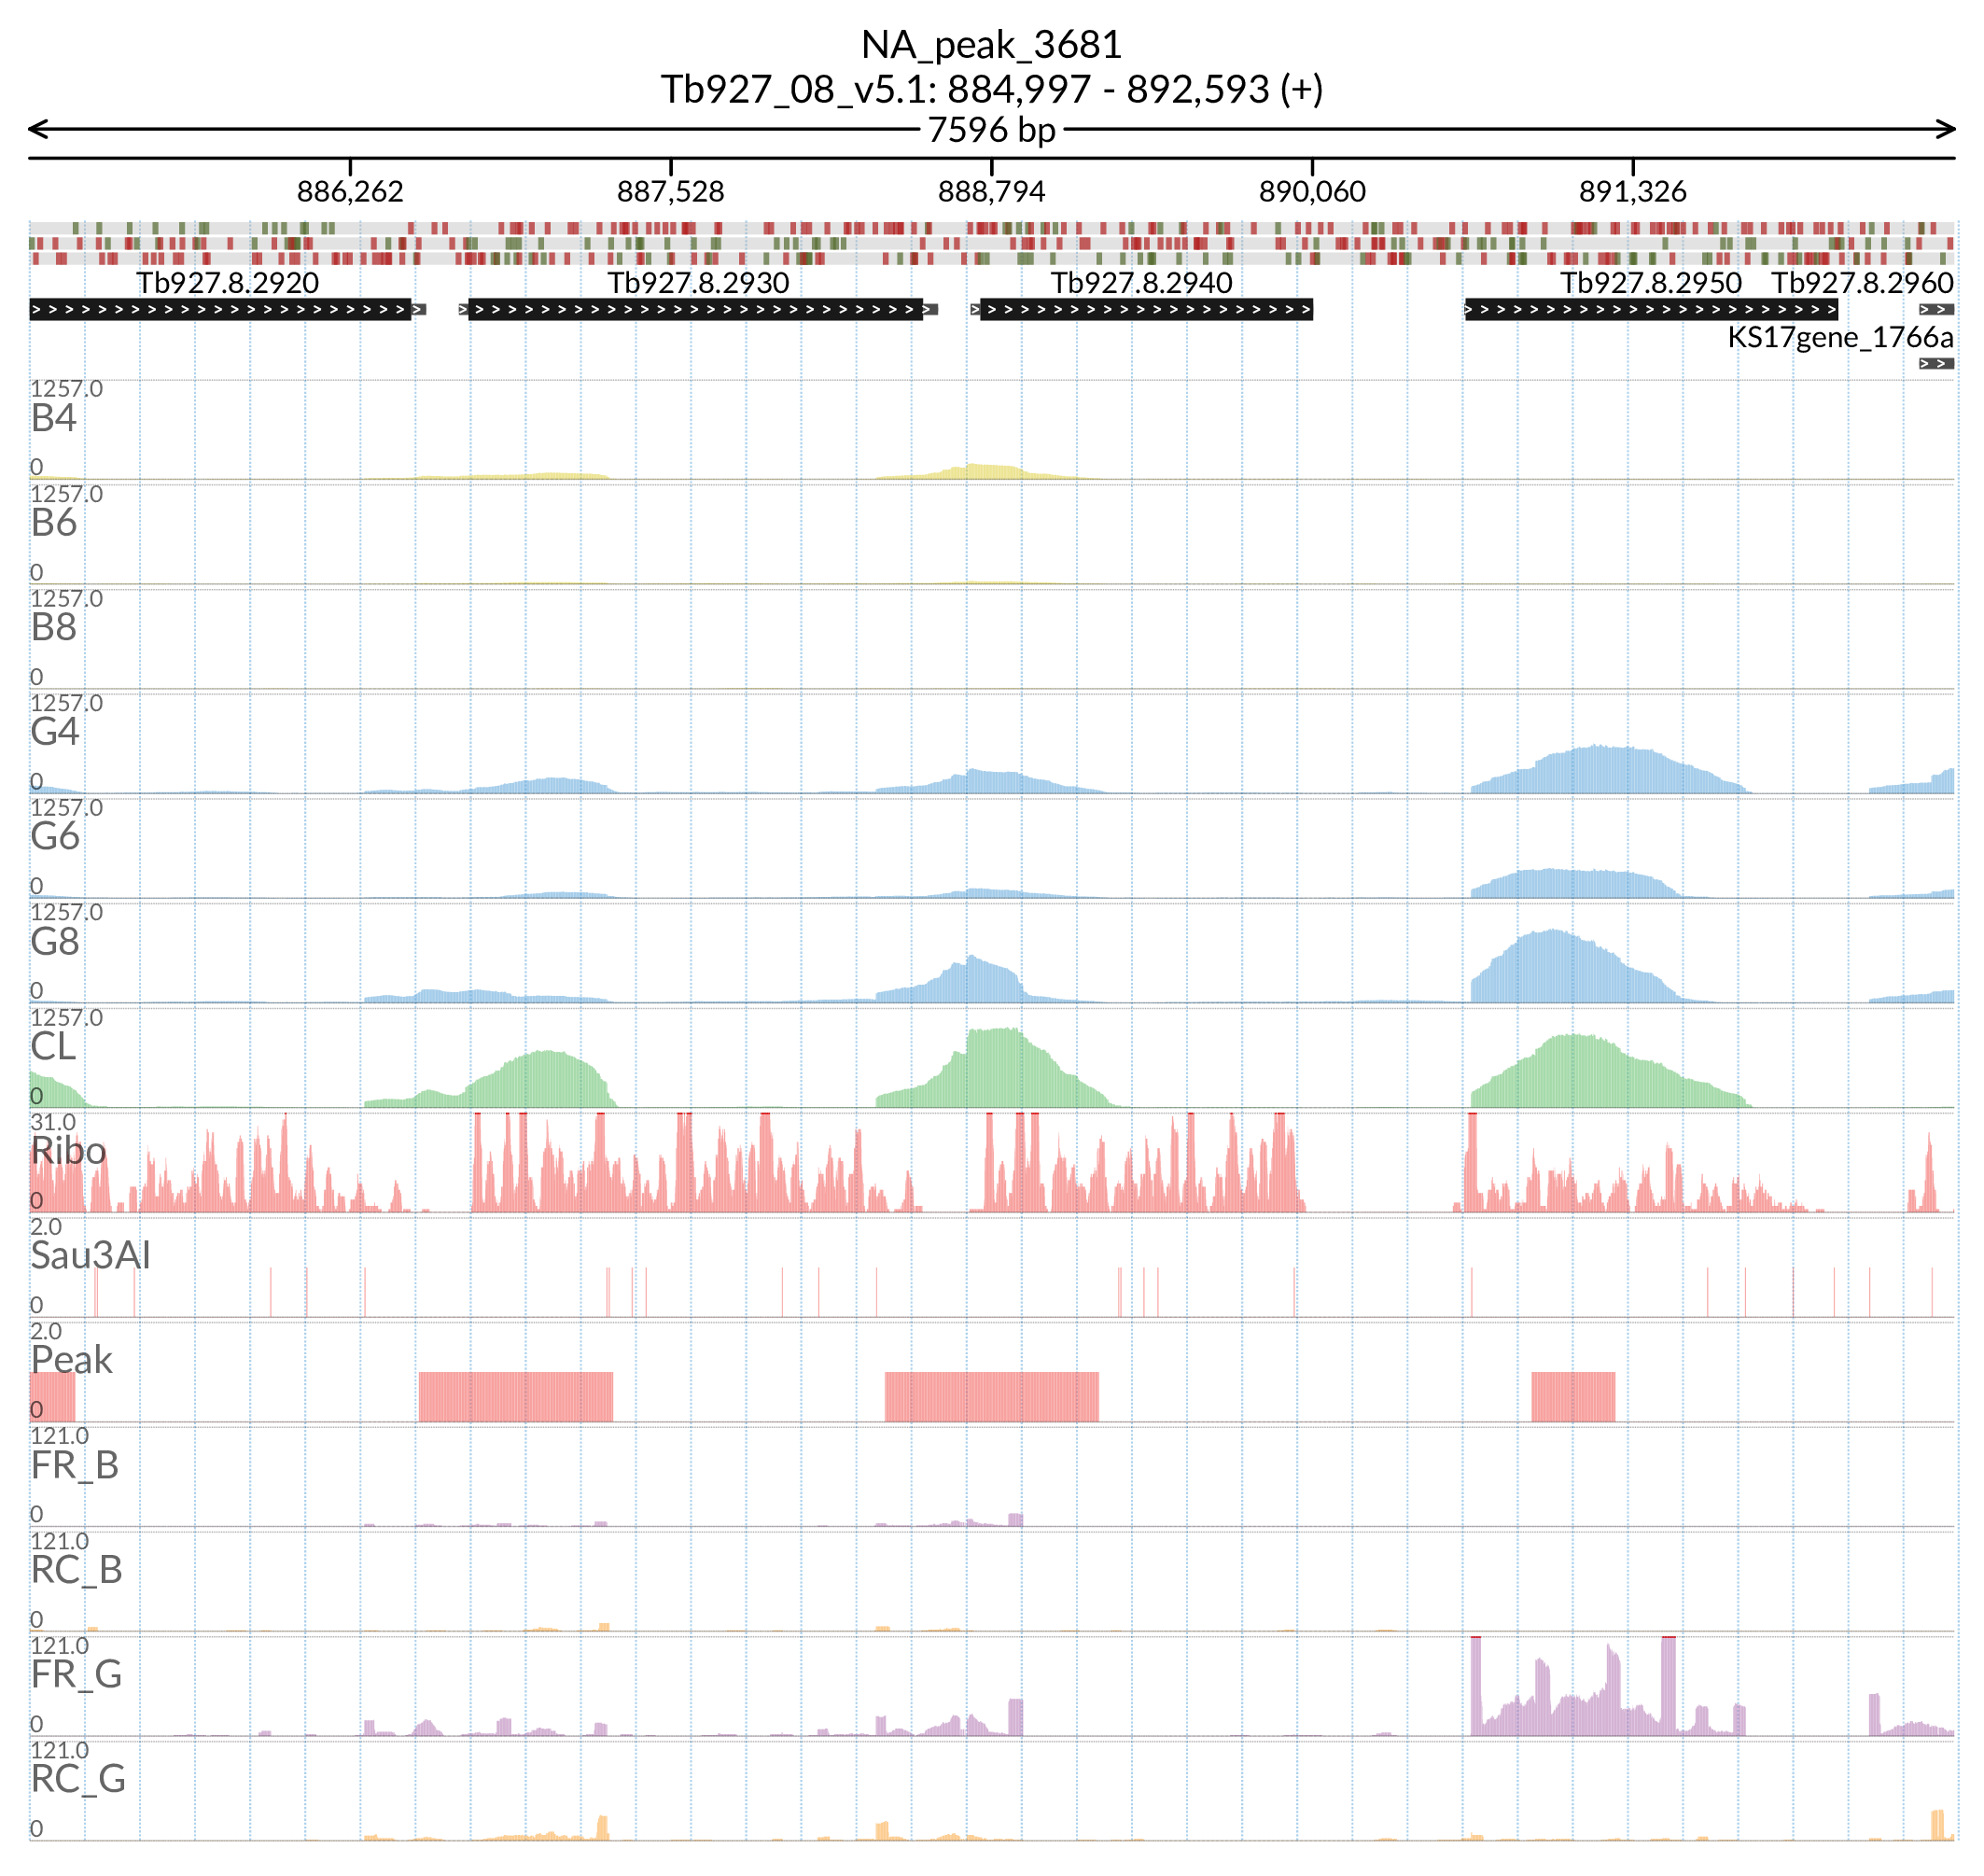 NA_peak_3681
Tb927_08_v5.1: 884,997 - 892,593 (+)
7596 bp
886,262 887,528 888,794 890,060 891,326
Tb927.8.2920 Tb927.8.2930 Tb927.8.2940 Tb927.8.2950 Tb927.8.2960
KS17gene_1766a
1257.0
B4
0
1257.0
B6
0
1257.0
B8
0
1257.0
G4
0
1257.0
G6
0
1257.0
G8
0
1257.0
CL
0
31.0
Ribo
0
2.0
Sau3AI
0
2.0
Peak
0
121.0
FR_B
0
121.0
RC_B
0
121.0
FR_G
0
121.0
RC_G
0